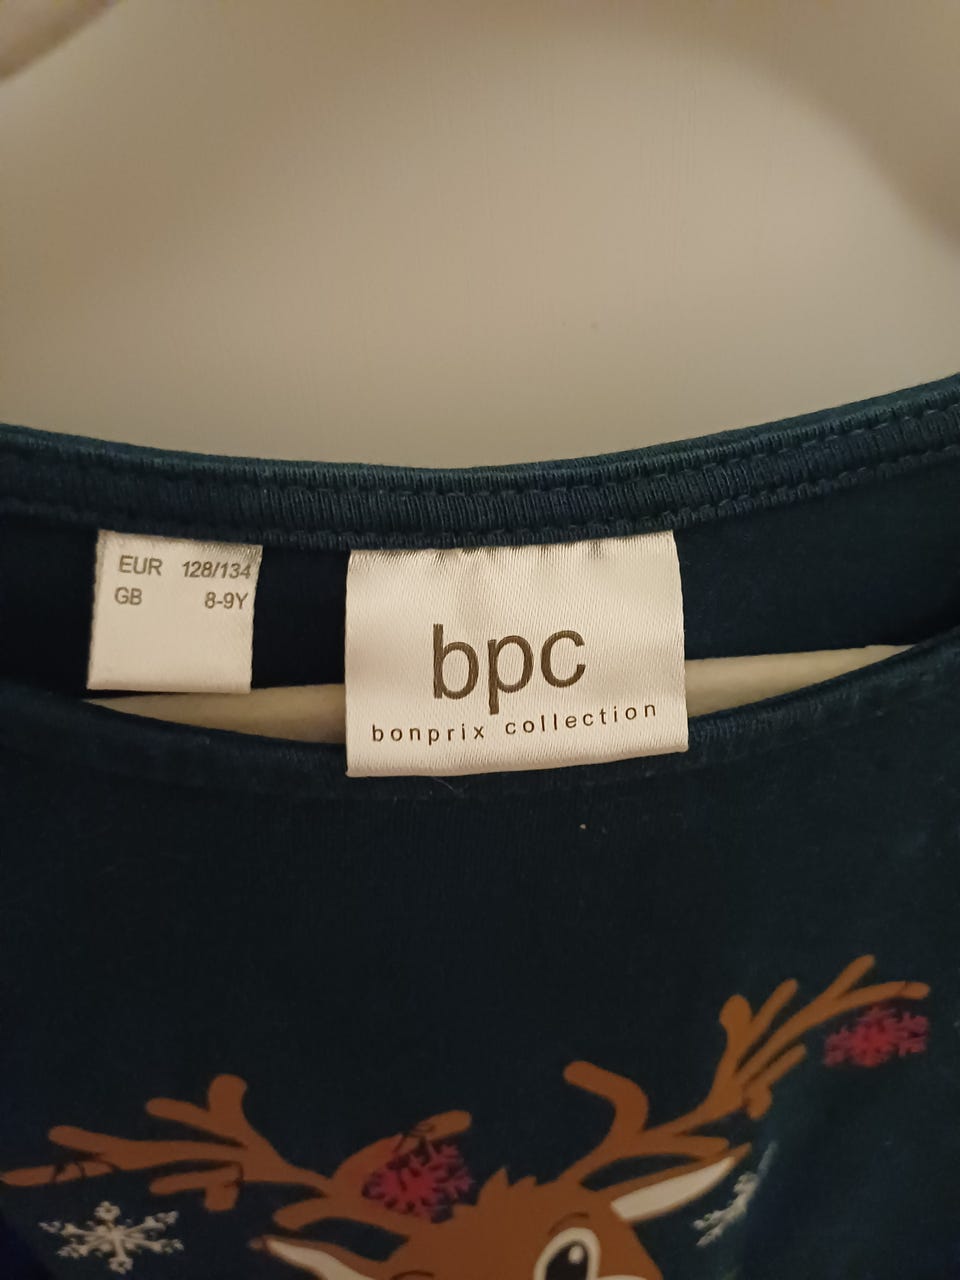 EUR 128/134
GB 8-9Y
bpc
bonprix collection